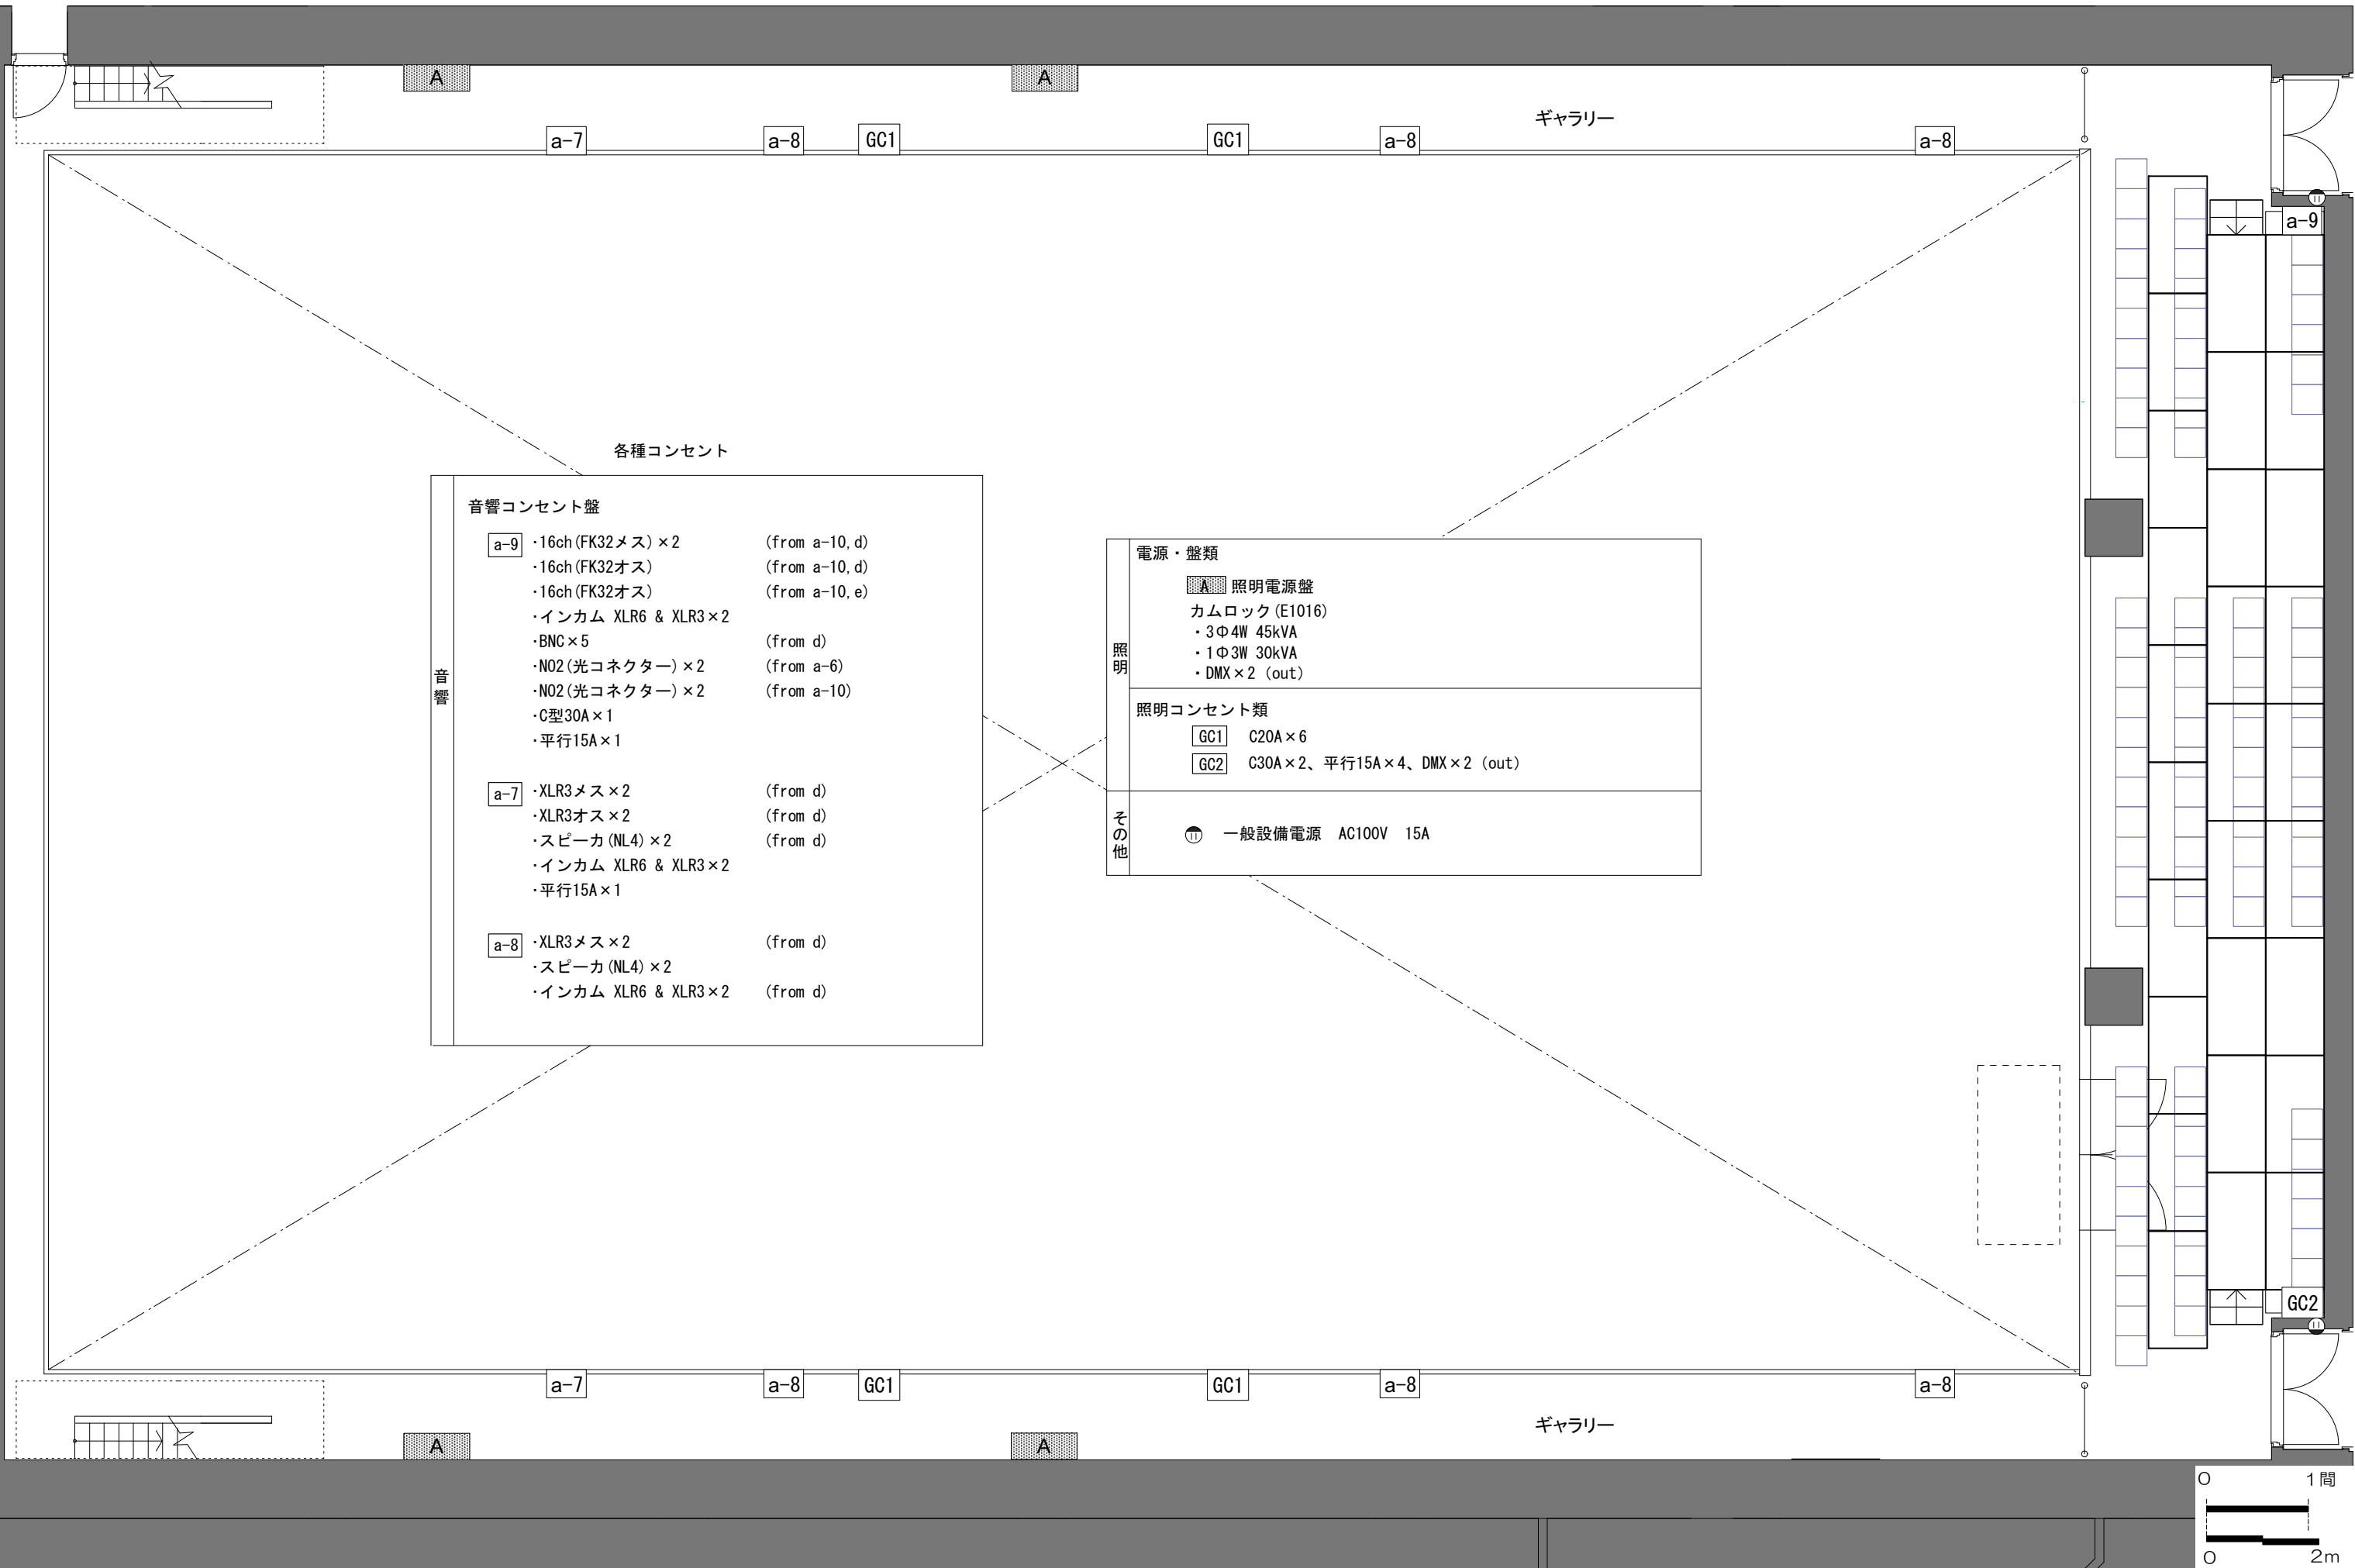 A
A
ギャラリー
a-7
a-8
GC1
GC1
a-8
a-8
a-9
各種コンセント
音響
音響コンセント盤
a-9 ・16ch(FK32メス)×2 (from a-10,d)
・16ch(FK32オス) (from a-10,d)
・16ch(FK32オス) (from a-10,e)
・インカム XLR6 & XLR3×2
・BNC×5 (from d)
・NO2(光コネクター)×2 (from a-6)
・NO2(光コネクター)×2 (from a-10)
・C型30A×1
・平行15A×1
a-7 ・XLR3メス×2 (from d)
・XLR3オス×2 (from d)
・スピーカ(NL4)×2 (from d)
・インカム XLR6 & XLR3×2
・平行15A×1
a-8 ・XLR3メス×2 (from d)
・スピーカ(NL4)×2
・インカム XLR6 & XLR3×2 (from d)
照明
電源・盤類
A 照明電源盤
カムロック(E1016)
・3Φ4W 45kVA
・1Φ3W 30kVA
・DMX×2 (out)
照明コンセント類
GC1 C20A×6
GC2 C30A×2、平行15A×4、DMX×2 (out)
その他
一般設備電源 AC100V 15A
GC2
a-7
a-8
GC1
GC1
a-8
a-8
ギャラリー
A
A
0 1間
0 2m